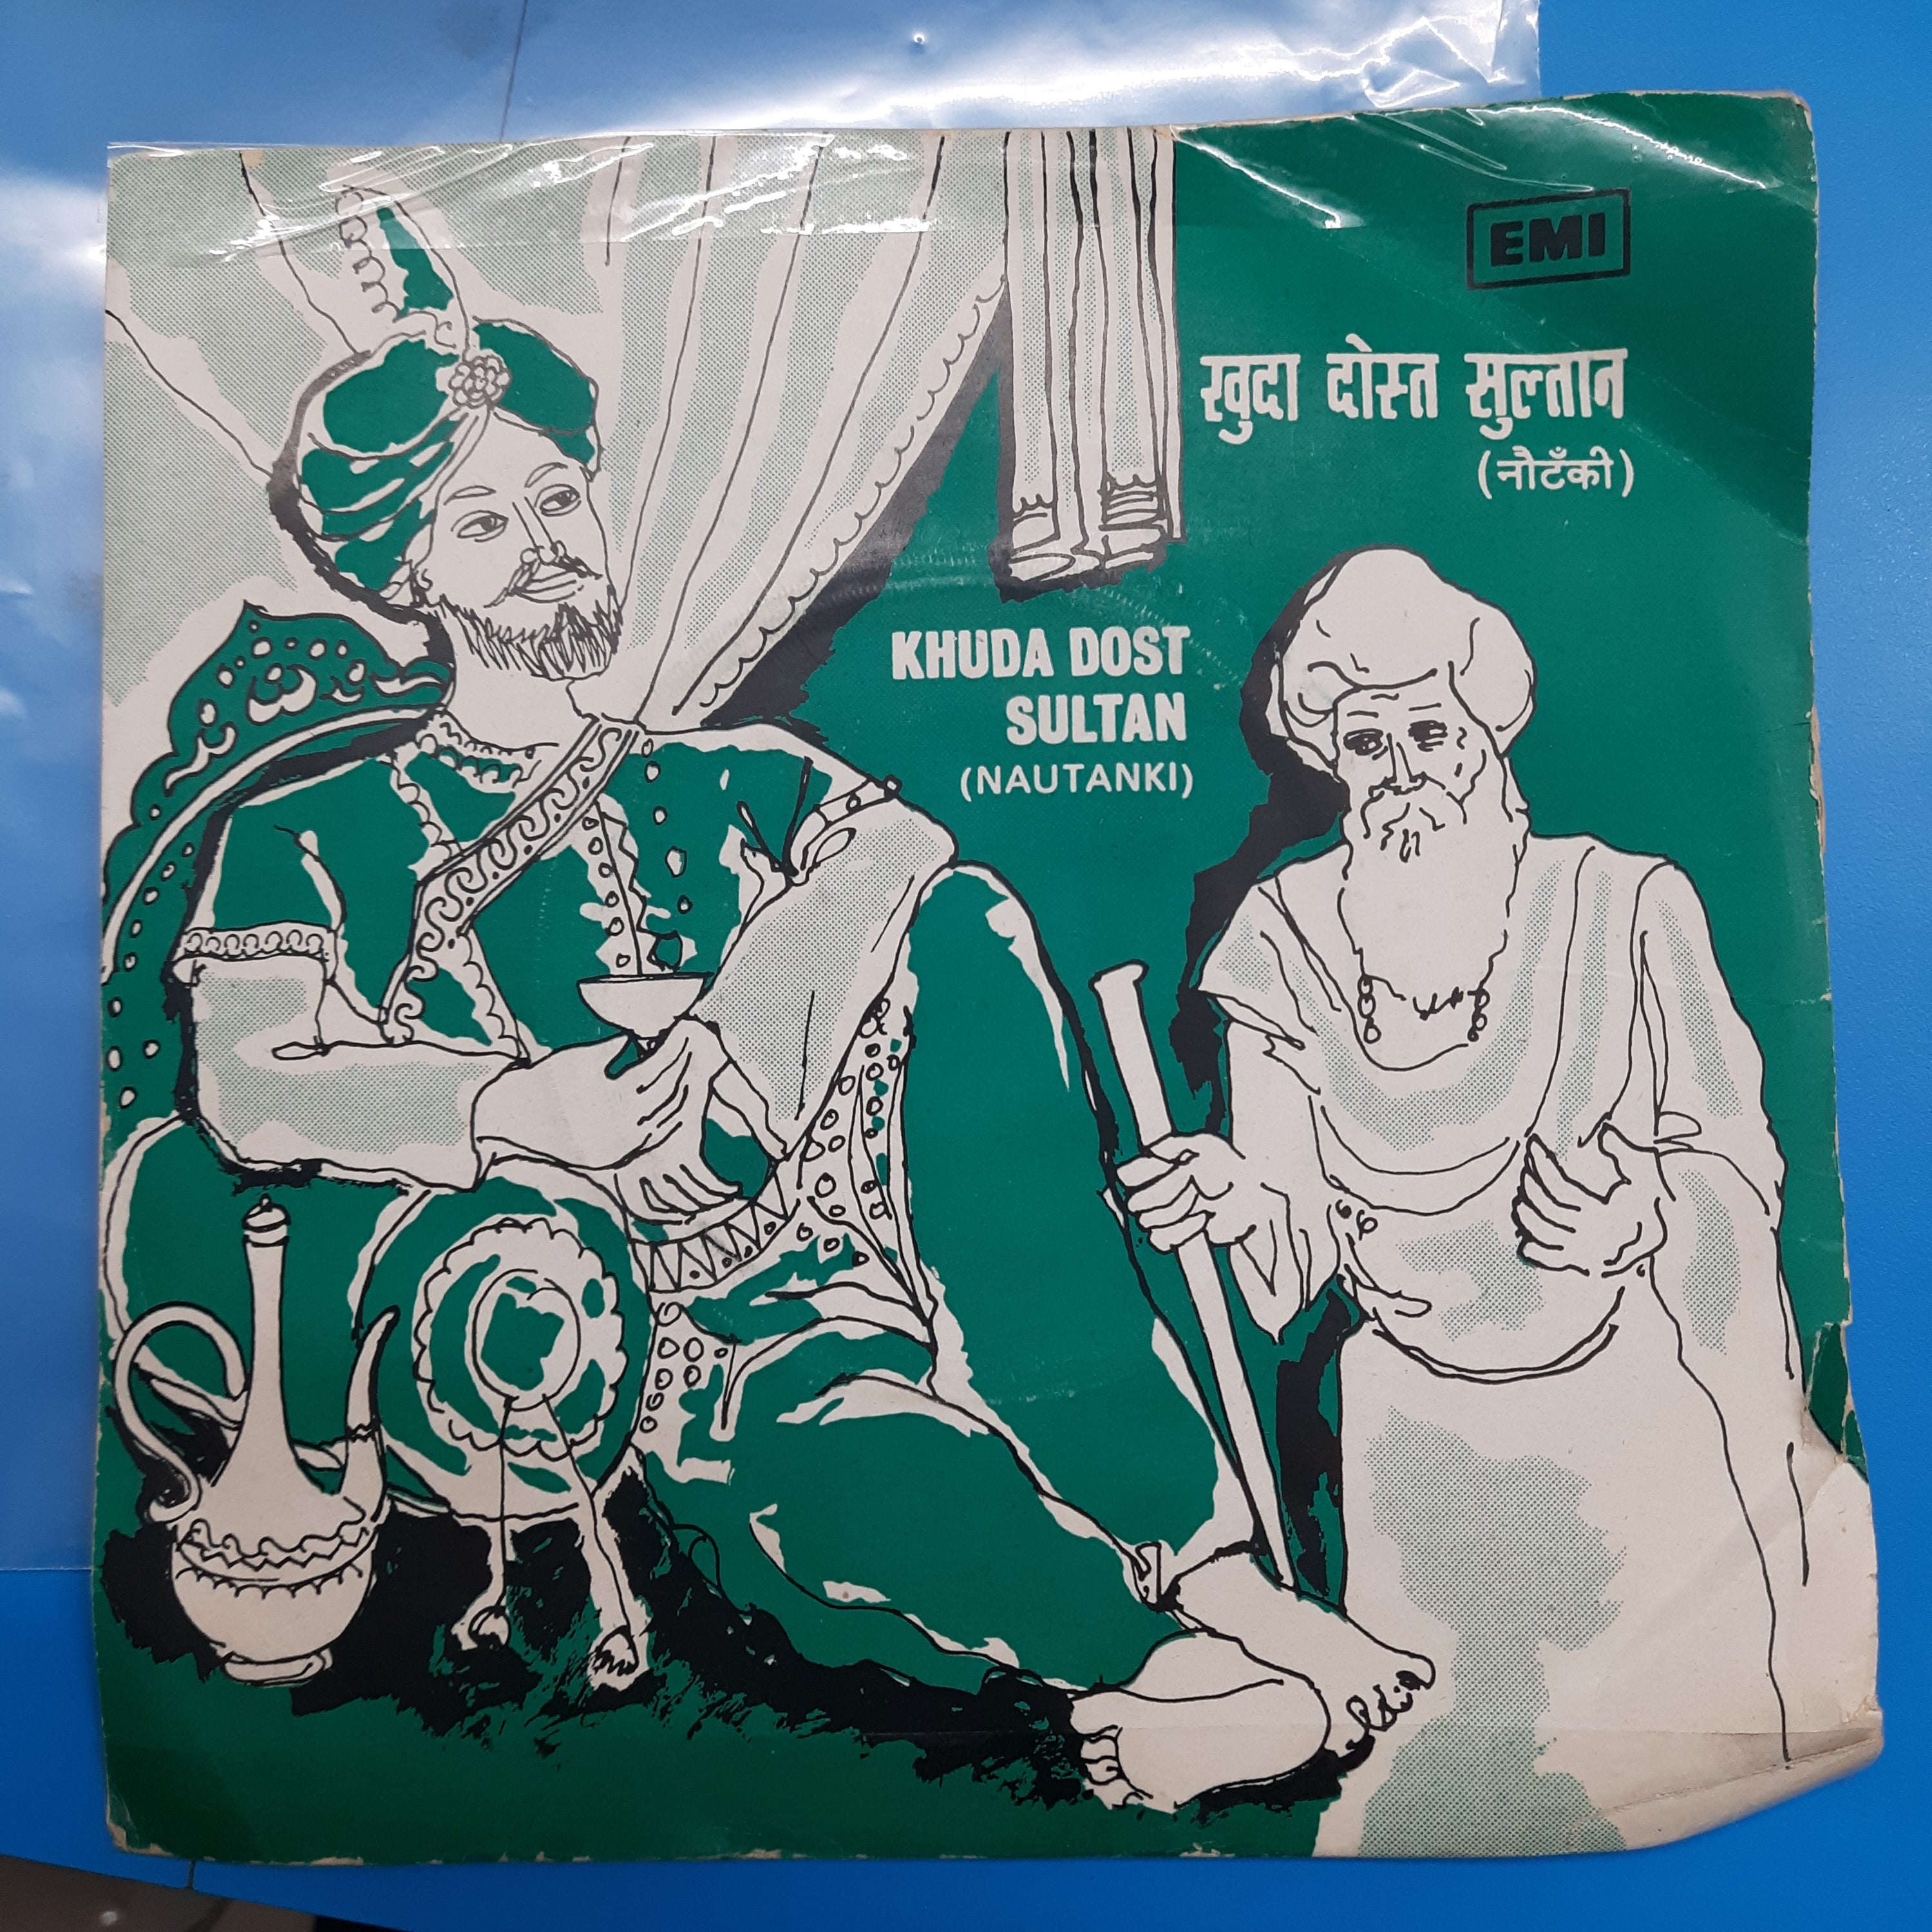 EMI
खुदा दोस्त सुल्तान
(नौटँकी)
KHUDA DOST
SULTAN
(NAUTANKI)